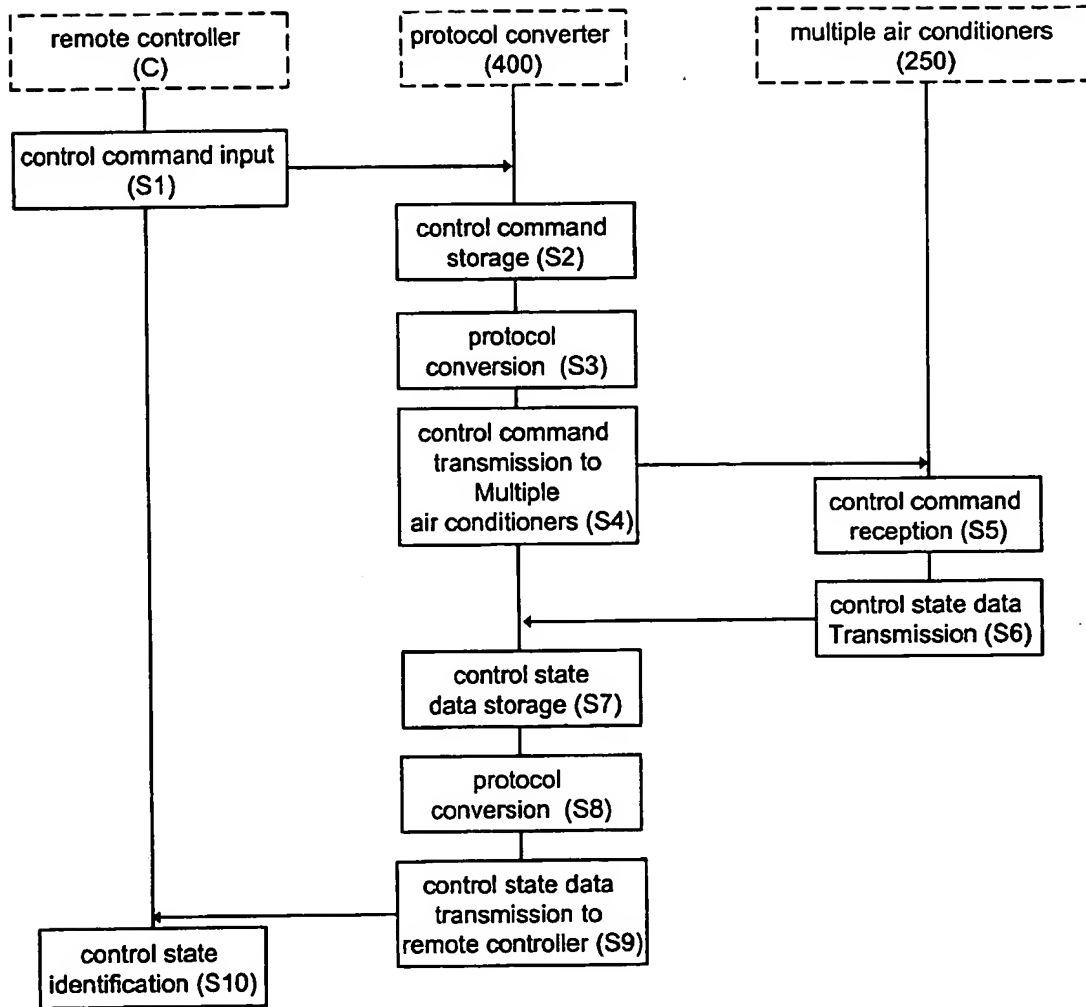 remote controller
(C)
protocol converter
(400)
multiple air conditioners
(250)
control command input
(S1)
control command
storage (S2)
protocol
conversion (S3)
control command
transmission to
Multiple
air conditioners (S4)
control command
reception (S5)
control state data
Transmission (S6)
control state
data storage (S7)
protocol
conversion (S8)
control state data
transmission to
remote controller (S9)
control state
identification (S10)